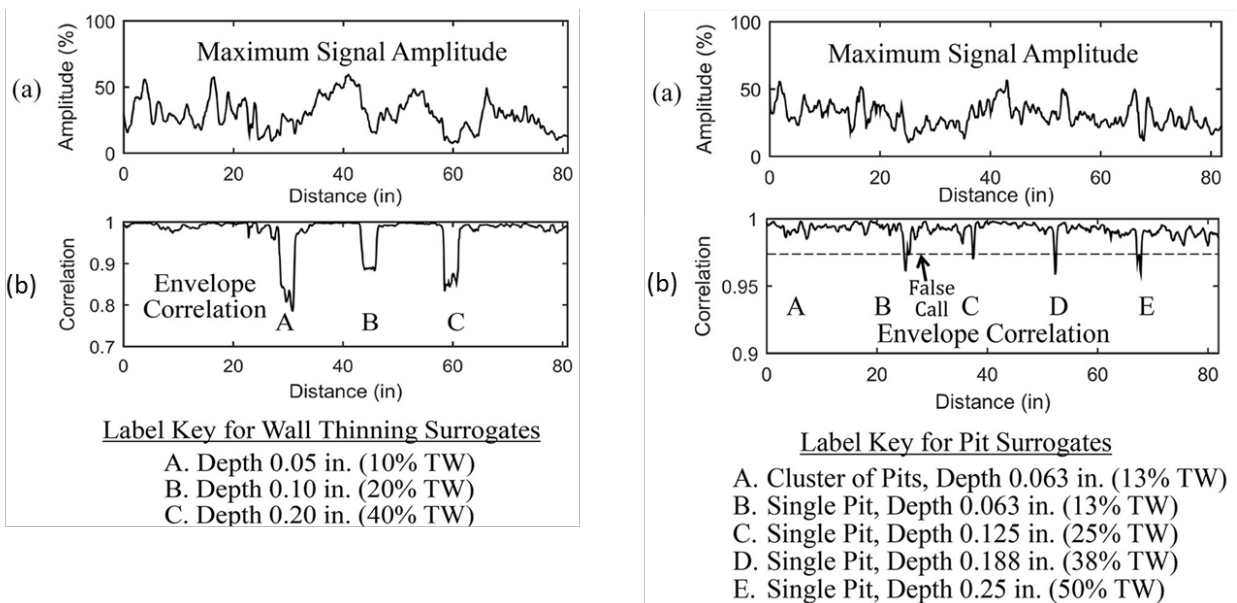 (a)
Maximum Signal Amplitude
Amplitude (%)
100
50
0
0 20 40 60 80
Distance (in)
(b)
Correlation
1
0.9
0.8
0.7
Envelope
Correlation
A B C
0 20 40 60 80
Distance (in)
Label Key for Wall Thinning Surrogates
A. Depth 0.05 in. (10% TW)
B. Depth 0.10 in. (20% TW)
C. Depth 0.20 in. (40% TW)
(a)
Maximum Signal Amplitude
Amplitude (%)
100
50
0
0 20 40 60 80
Distance (in)
(b)
Correlation
1
0.95
0.9
False
Call
A B C D E
Envelope Correlation
0 20 40 60 80
Distance (in)
Label Key for Pit Surrogates
A. Cluster of Pits, Depth 0.063 in. (13% TW)
B. Single Pit, Depth 0.063 in. (13% TW)
C. Single Pit, Depth 0.125 in. (25% TW)
D. Single Pit, Depth 0.188 in. (38% TW)
E. Single Pit, Depth 0.25 in. (50% TW)